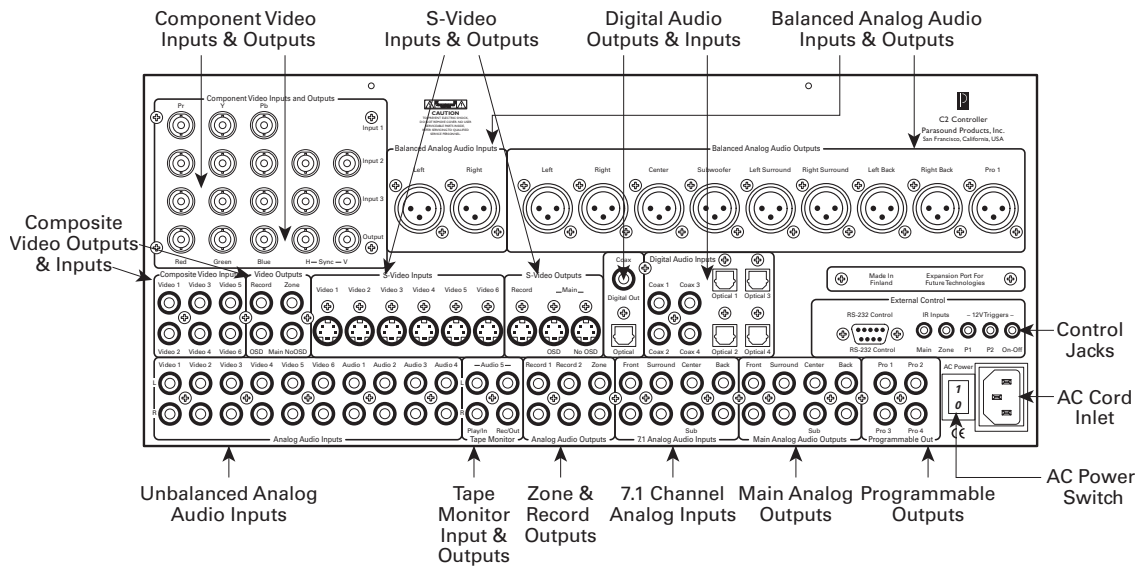 Component Video
Inputs & Outputs
S-Video
Inputs & Outputs
Digital Audio
Outputs & Inputs
Balanced Analog Audio
Inputs & Outputs
Composite
Video Outputs
& Inputs
Component Video Inputs and Outputs
Pr Y Pb
Input 1
Input 2
Input 3
Output
Red Green Blue H — Sync — V
CAUTION
C2 Controller
Parasound Products, Inc.
San Francisco, California, USA
Balanced Analog Audio Inputs
Left Right
Balanced Analog Audio Outputs
Left Right Center Subwoofer Left Surround Right Surround Left Back Right Back Pro 1
Composite Video Inputs
Video 1 Video 3 Video 5
Video 2 Video 4 Video 6
Video Outputs
Record Zone
OSD Main NoOSD
S-Video Inputs
Video 1 Video 2 Video 3 Video 4 Video 5 Video 6
S-Video Outputs
Record —Main—
OSD No OSD
Coax
Digital Out
Optical
Digital Audio Inputs
Coax 1 Coax 3 Optical 1 Optical 3
Coax 2 Coax 4 Optical 2 Optical 4
Made In
Finland
Expansion Port For
Future Technologies
External Control
RS-232 Control IR Inputs – 12V Triggers –
RS-232 Control Main Zone P1 P2 On-Off
Control
Jacks
Video 1 Video 2 Video 3 Video 4 Video 5 Video 6 Audio 1 Audio 2 Audio 3 Audio 4
L
R
Analog Audio Inputs
—Audio 5—
L
R
Play/In Rec/Out
Tape Monitor
Record 1 Record 2 Zone
Analog Audio Outputs
Front Surround Center Back
Sub
7.1 Analog Audio Inputs
Front Surround Center Back
Sub
Main Analog Audio Outputs
Pro 1 Pro 2
Pro 3 Pro 4
Programmable Out
AC Power
1
0
CE
AC Cord
Inlet
AC Power
Switch
Unbalanced Analog
Audio Inputs
Tape
Monitor
Input &
Outputs
Zone &
Record
Outputs
7.1 Channel
Analog Inputs
Main Analog
Outputs
Programmable
Outputs